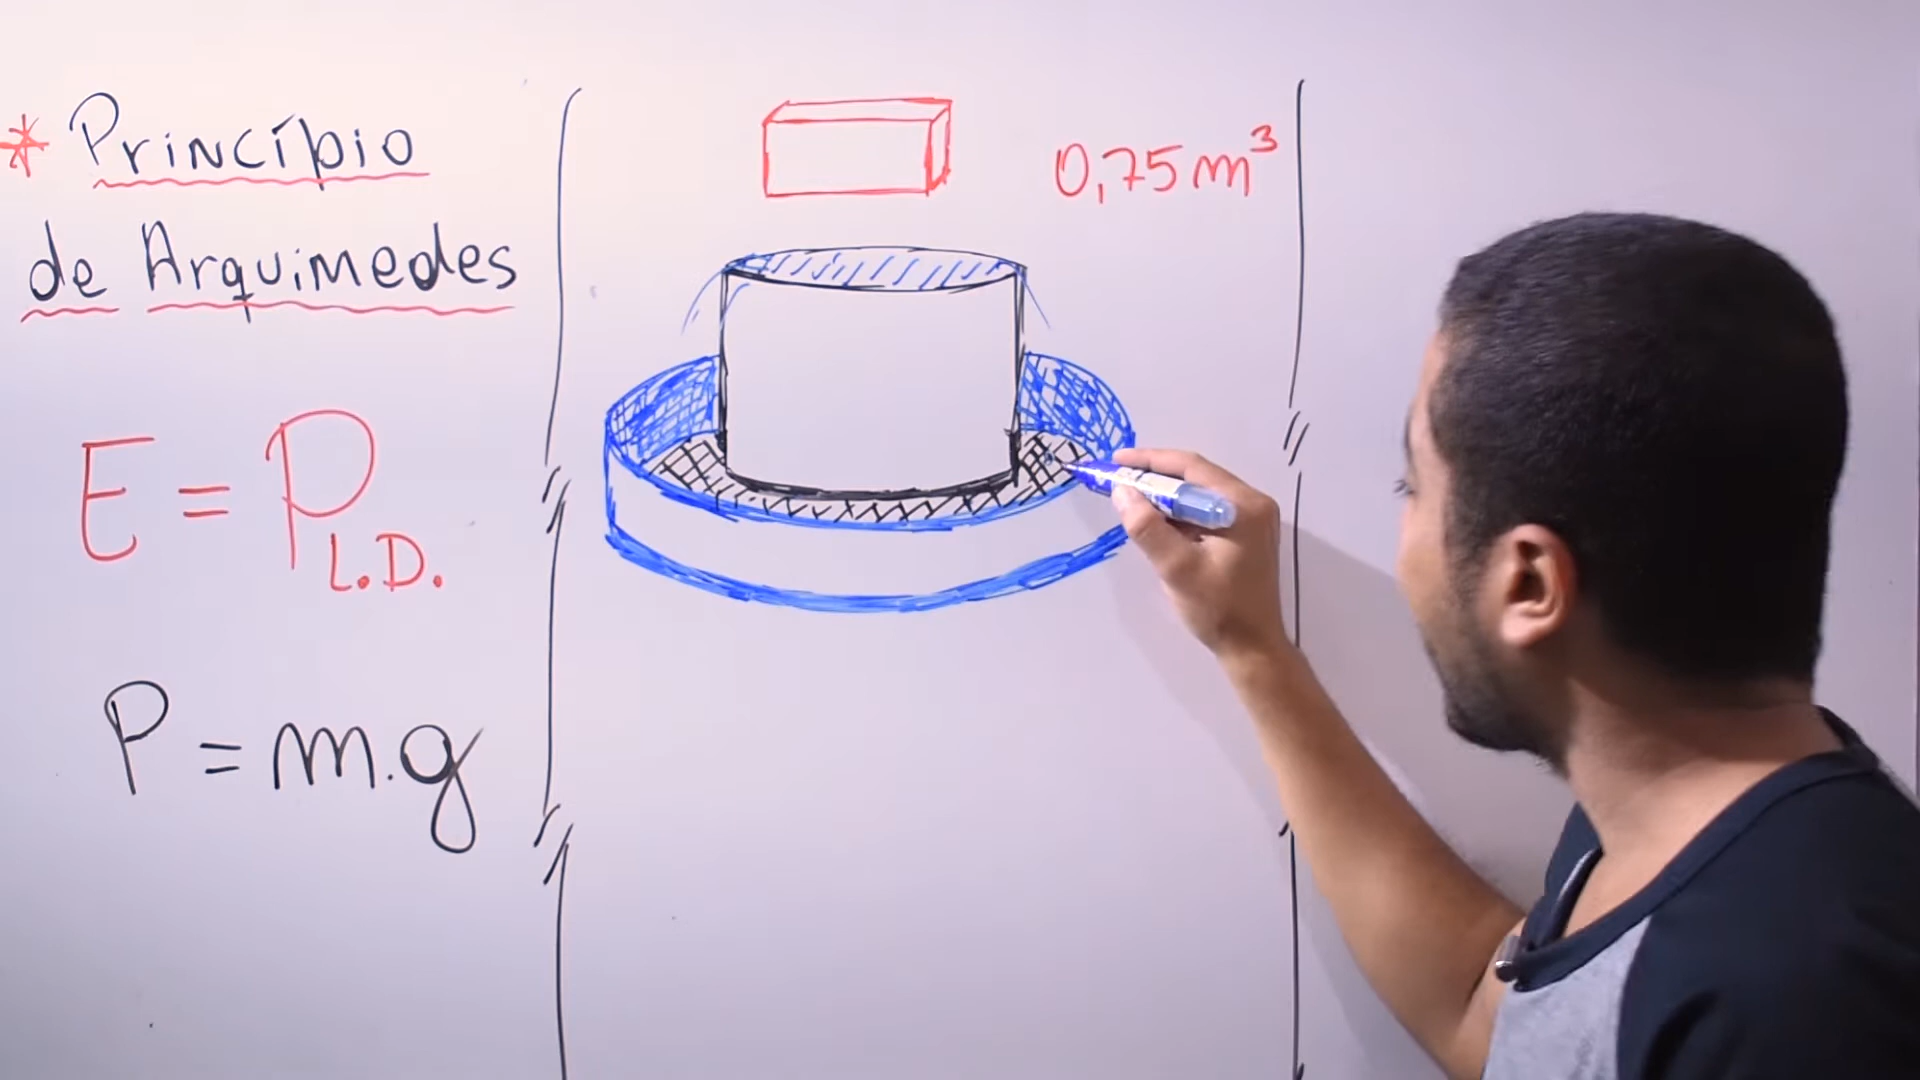 * Princípio
de Arquimedes
E = P L.D.
P = m.g
0,75 m³